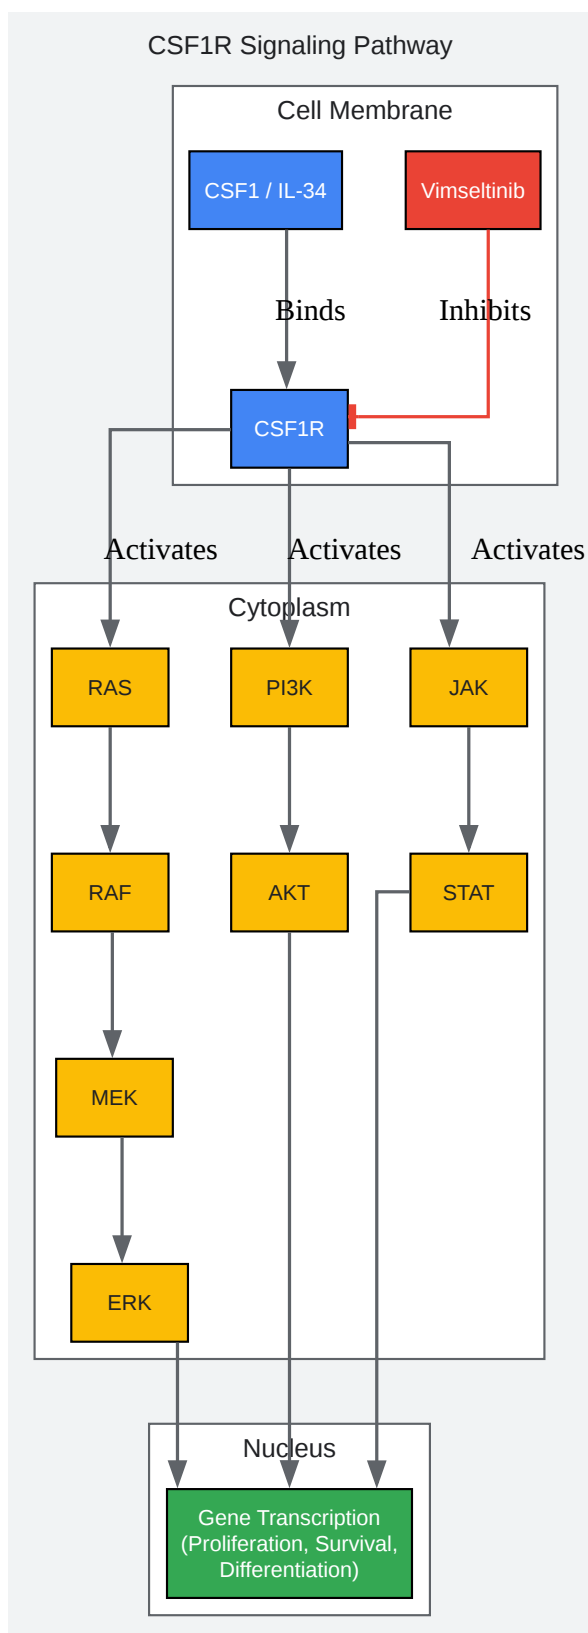 CSF1R Signaling Pathway
Cell Membrane
CSF1 / IL-34
Vimseltinib
Binds
Inhibits
CSF1R
Activates
Activates
Activates
Cytoplasm
RAS
PI3K
JAK
RAF
AKT
STAT
MEK
ERK
Nucleus
Gene Transcription
(Proliferation, Survival,
Differentiation)